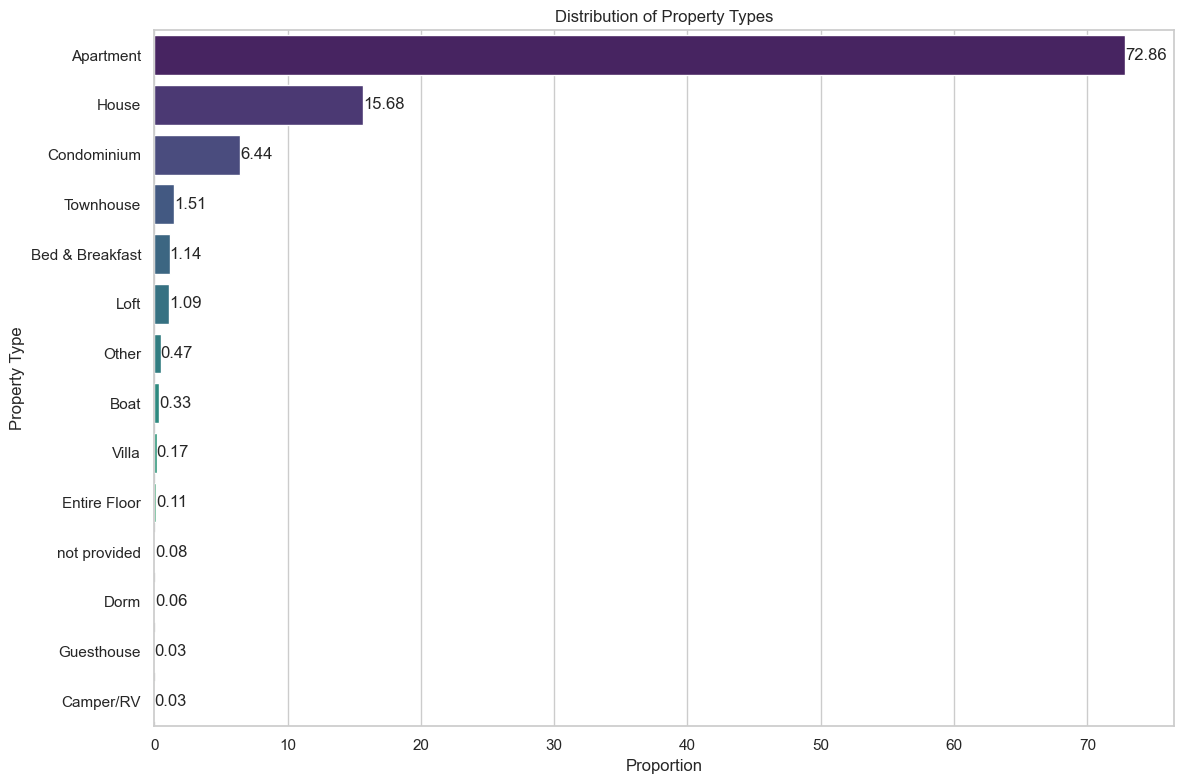 Distribution of Property Types
Apartment 72.86
House 15.68
Condominium 6.44
Townhouse 1.51
Bed & Breakfast 1.14
Loft 1.09
Other 0.47
Boat 0.33
Villa 0.17
Entire Floor 0.11
not provided 0.08
Dorm 0.06
Guesthouse 0.03
Camper/RV 0.03
Property Type
0 10 20 30 40 50 60 70
Proportion